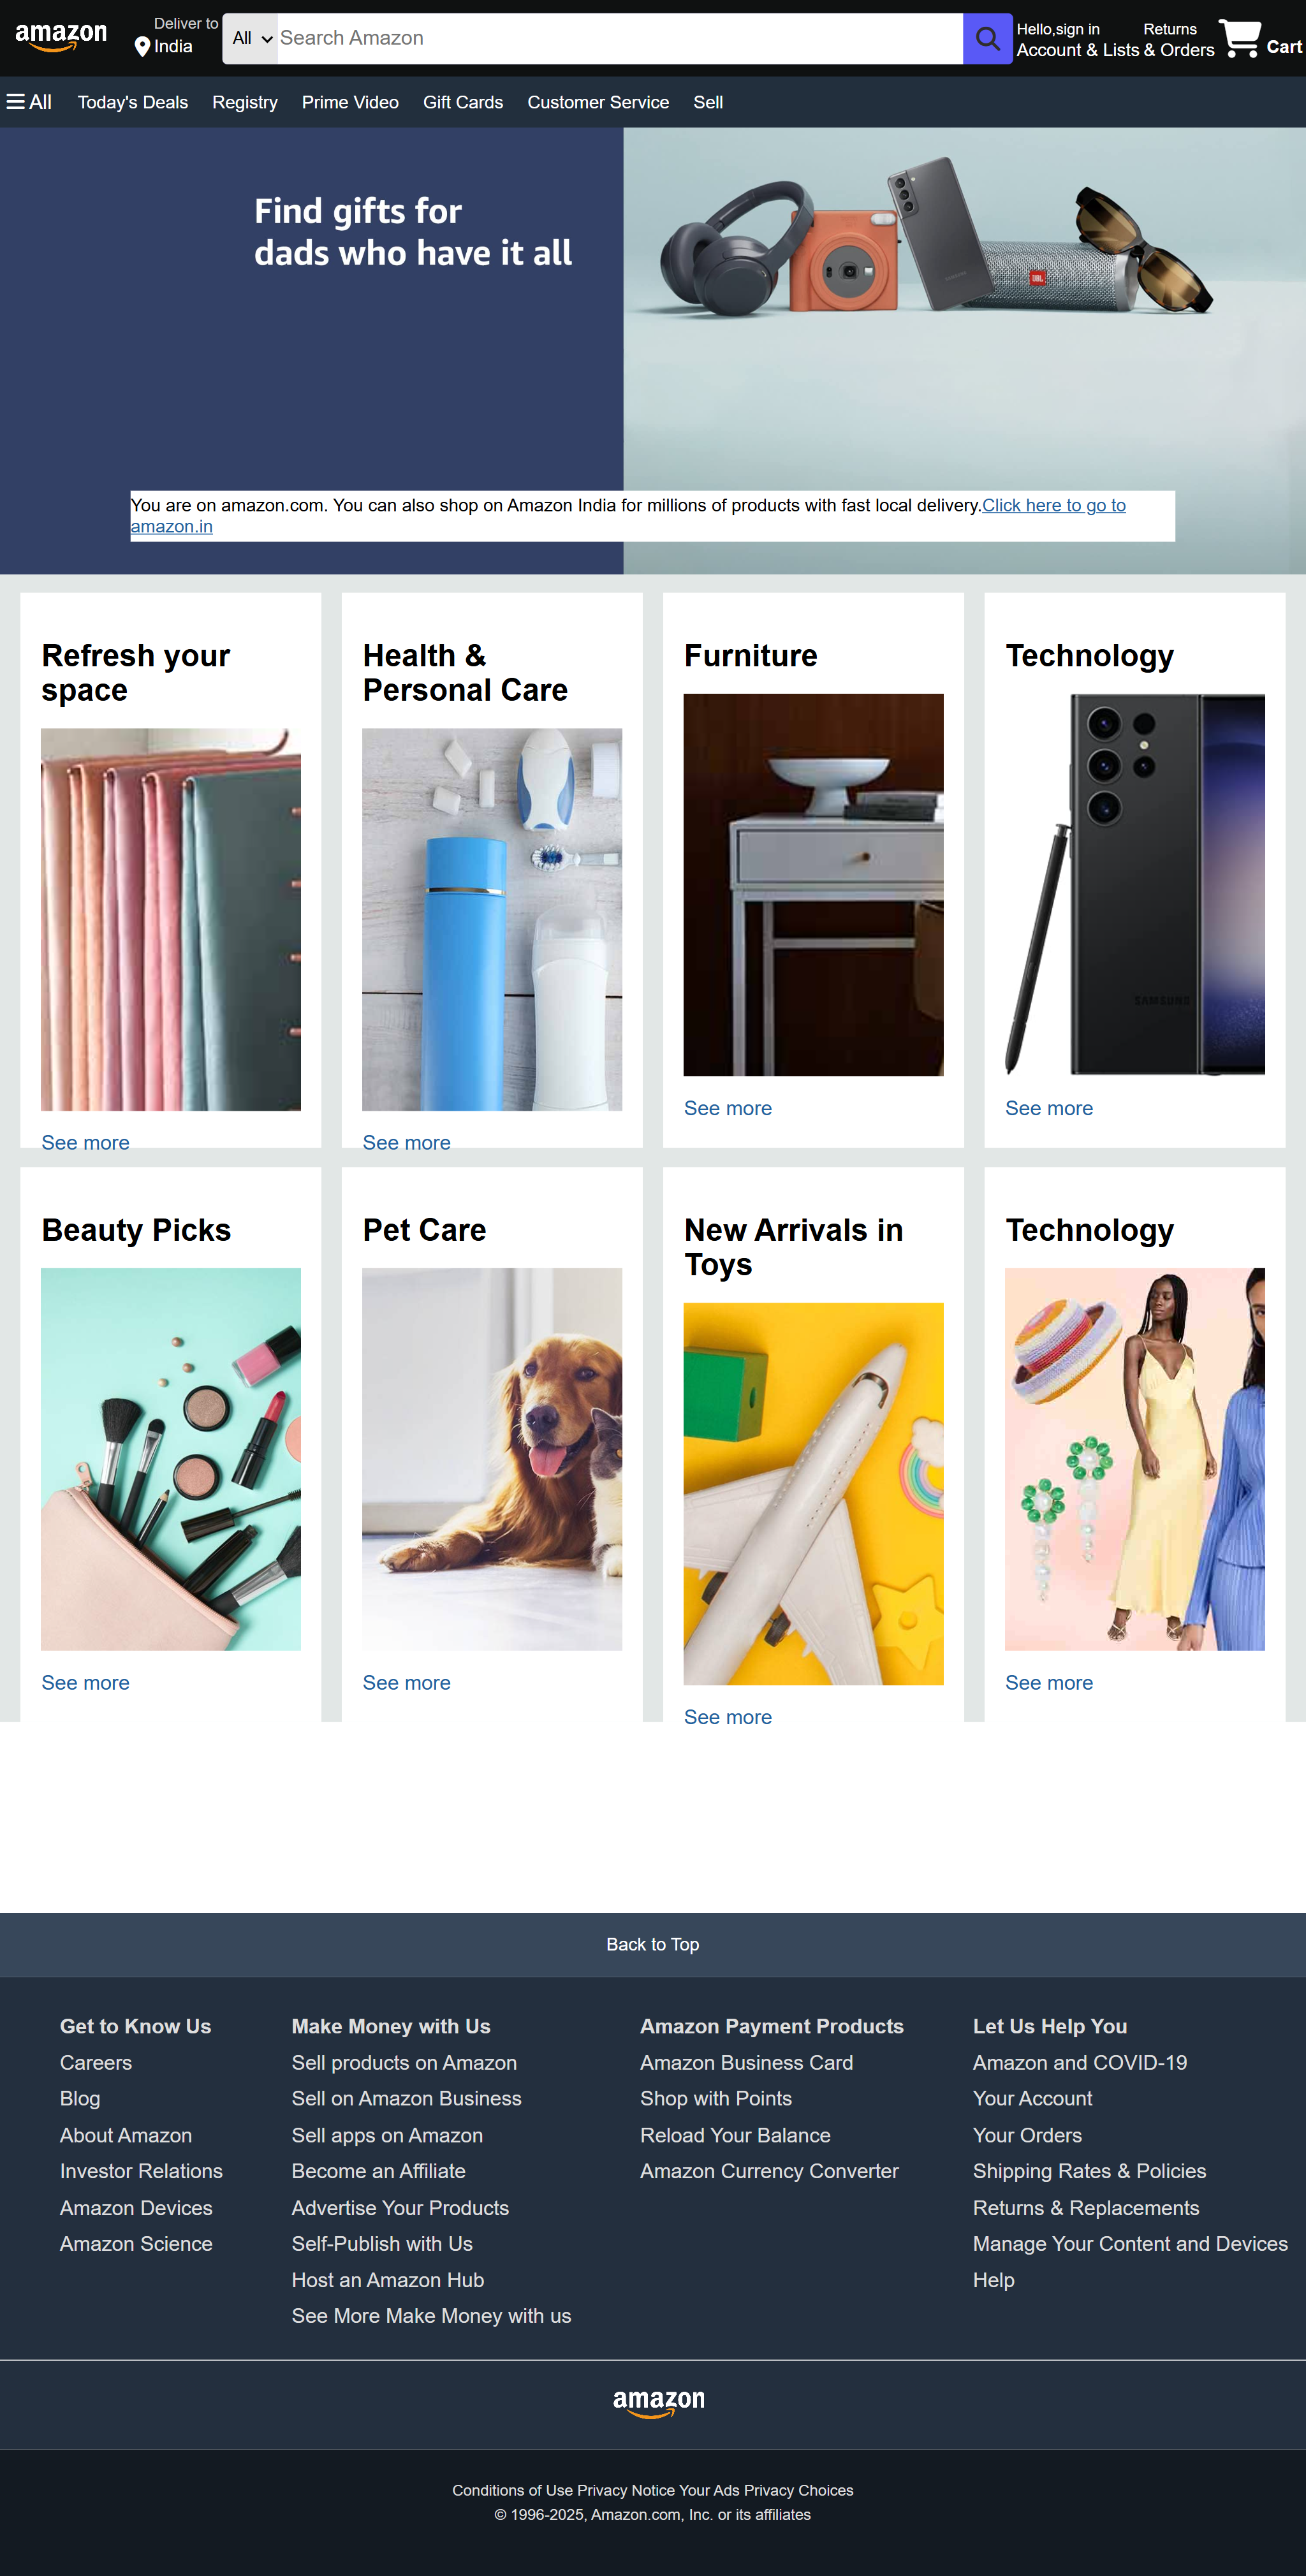 amazon
Deliver to
India
All
Search Amazon
Hello,sign in
Account & Lists
Returns
& Orders
Cart
All
Today's Deals
Registry
Prime Video
Gift Cards
Customer Service
Sell
Find gifts for
dads who have it all
JBL
You are on amazon.com. You can also shop on Amazon India for millions of products with fast local delivery.Click here to go to
amazon.in
Refresh your
space
See more
Health &
Personal Care
See more
Furniture
See more
Technology
SAMSUNG
See more
Beauty Picks
See more
Pet Care
See more
New Arrivals in
Toys
See more
Technology
See more
Back to Top
Get to Know Us
Careers
Blog
About Amazon
Investor Relations
Amazon Devices
Amazon Science
Make Money with Us
Sell products on Amazon
Sell on Amazon Business
Sell apps on Amazon
Become an Affiliate
Advertise Your Products
Self-Publish with Us
Host an Amazon Hub
See More Make Money with us
Amazon Payment Products
Amazon Business Card
Shop with Points
Reload Your Balance
Amazon Currency Converter
Let Us Help You
Amazon and COVID-19
Your Account
Your Orders
Shipping Rates & Policies
Returns & Replacements
Manage Your Content and Devices
Help
amazon
Conditions of Use Privacy Notice Your Ads Privacy Choices
© 1996-2025, Amazon.com, Inc. or its affiliates